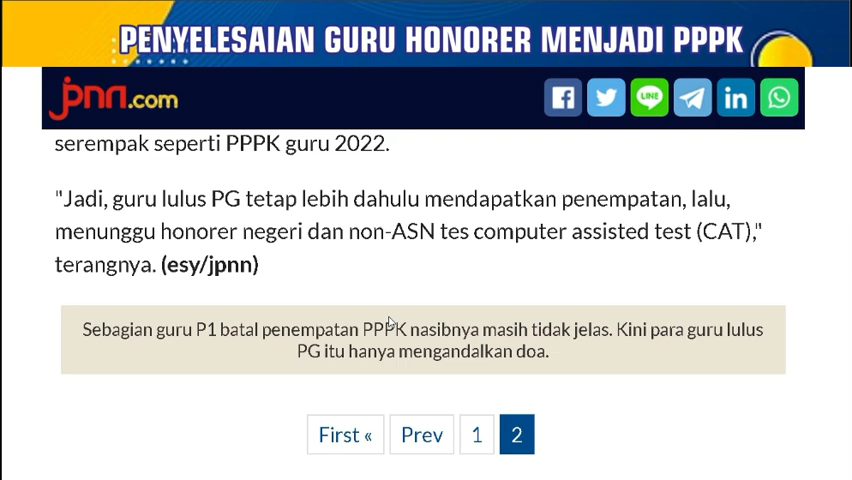 PENYELESAIAN GURU HONORER MENJADI PPPK
jpnn.com
LINE
serempak seperti PPPK guru 2022.
"Jadi, guru lulus PG tetap lebih dahulu mendapatkan penempatan, lalu,
menunggu honorer negeri dan non-ASN tes computer assisted test (CAT),"
terangnya. (esy/jpnn)
Sebagian guru P1 batal penempatan PPPK nasibnya masih tidak jelas. Kini para guru lulus
PG itu hanya mengandalkan doa.
First « Prev 1 2